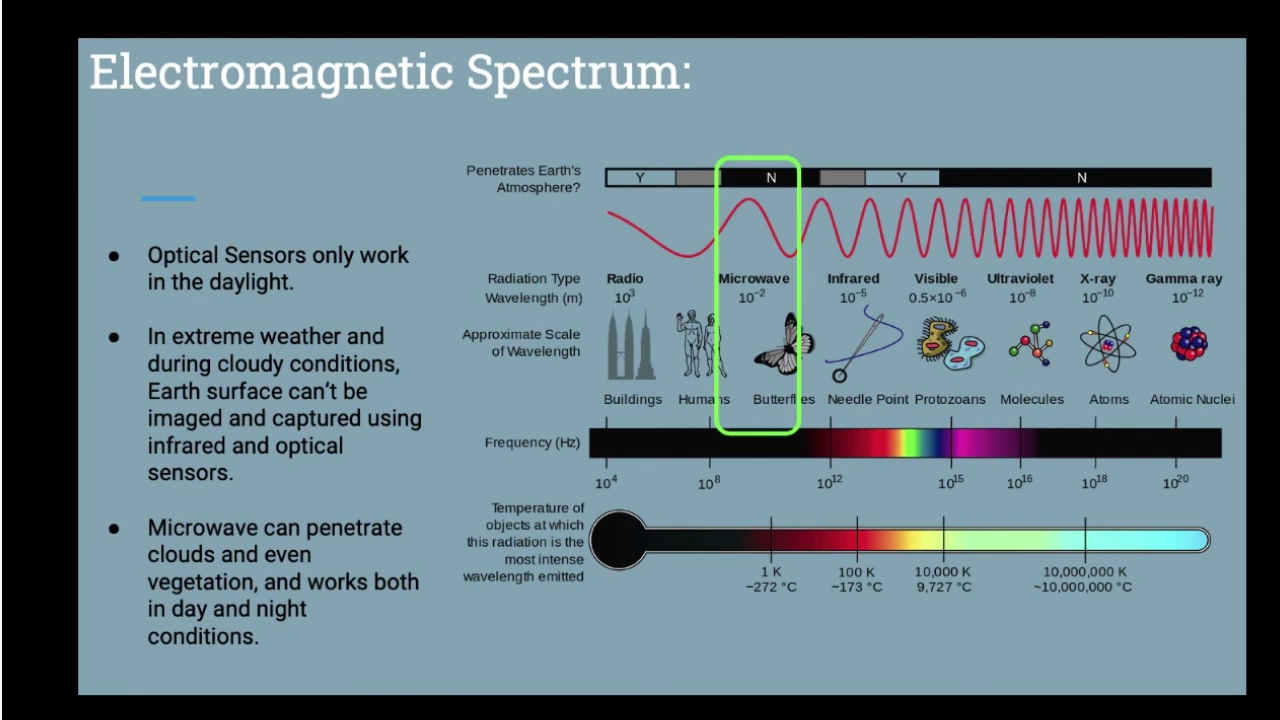 Electromagnetic Spectrum:
● Optical Sensors only work
in the daylight.
● In extreme weather and
during cloudy conditions,
Earth surface can’t be
imaged and captured using
infrared and optical
sensors.
● Microwave can penetrate
clouds and even
vegetation, and works both
in day and night
conditions.
Penetrates Earth's
Atmosphere?
Y N Y N
Radiation Type
Radio Microwave Infrared Visible Ultraviolet X-ray Gamma ray
Wavelength (m)
10³ 10⁻² 10⁻⁵ 0.5×10⁻⁶ 10⁻⁸ 10⁻¹⁰ 10⁻¹²
Approximate Scale
of Wavelength
Buildings Humans Butterflies Needle Point Protozoans Molecules Atoms Atomic Nuclei
Frequency (Hz)
10⁴ 10⁸ 10¹² 10¹⁵ 10¹⁶ 10¹⁸ 10²⁰
Temperature of
objects at which
this radiation is the
most intense
wavelength emitted
1 K 100 K 10,000 K 10,000,000 K
−272 °C −173 °C 9,727 °C ~10,000,000 °C